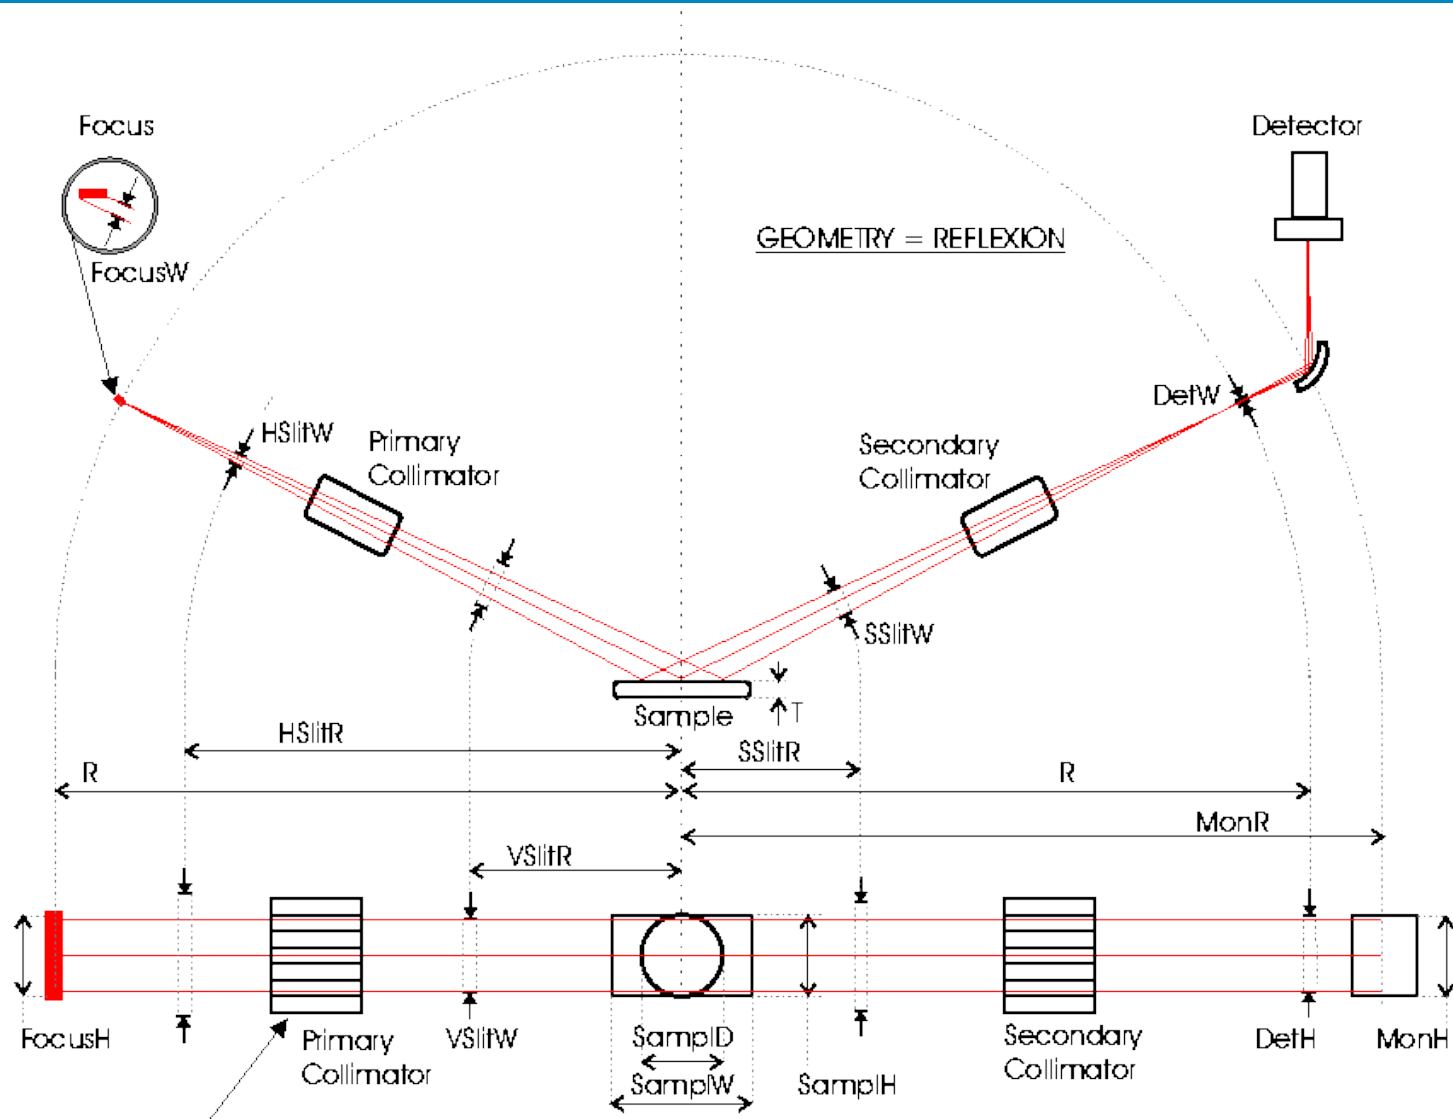 Focus
Detector
GEOMETRY = REFLEXION
FocusW
DetW
HSlitW
Primary
Collimator
Secondary
Collimator
SSlitW
T
Sample
HSlitR
SSlitR
R
R
MonR
VSlitR
FocusH
Primary
Collimator
VSlitW
SamplD
SamplW
SamplH
Secondary
Collimator
DetH
MonH